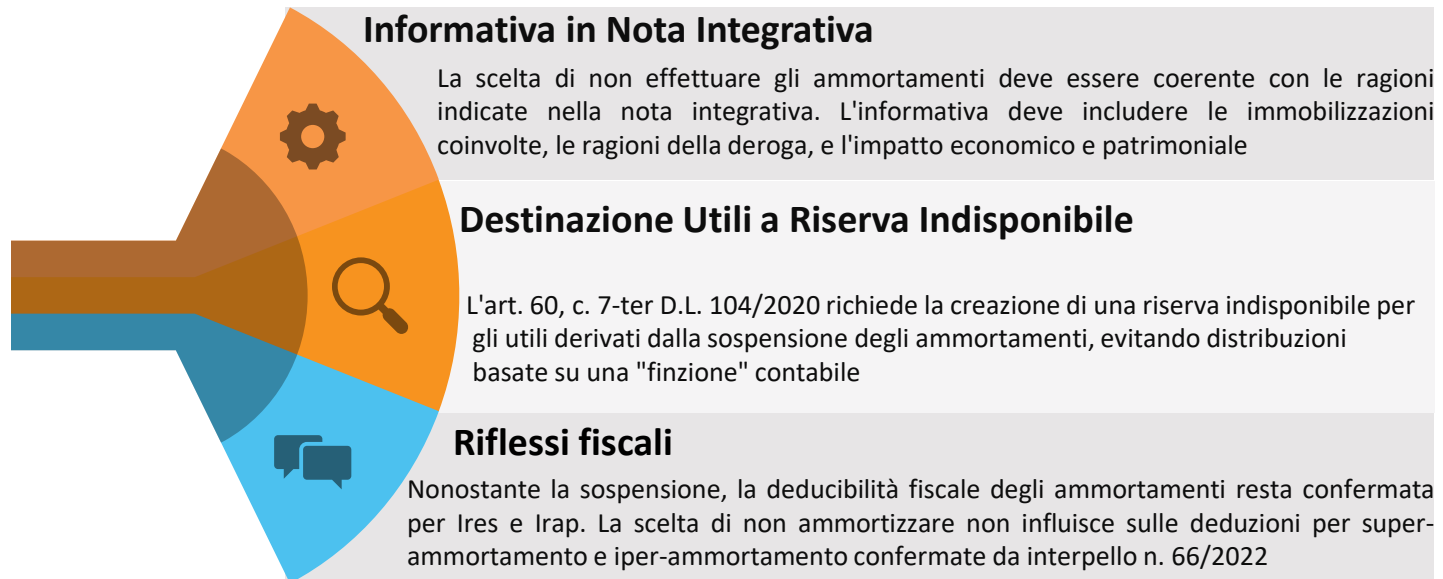 Informativa in Nota Integrativa
La scelta di non effettuare gli ammortamenti deve essere coerente con le ragioni
indicate nella nota integrativa. L'informativa deve includere le immobilizzazioni
coinvolte, le ragioni della deroga, e l'impatto economico e patrimoniale
Destinazione Utili a Riserva Indisponibile
L'art. 60, c. 7-ter D.L. 104/2020 richiede la creazione di una riserva indisponibile per
gli utili derivati dalla sospensione degli ammortamenti, evitando distribuzioni
basate su una "finzione" contabile
Riflessi fiscali
Nonostante la sospensione, la deducibilità fiscale degli ammortamenti resta confermata
per Ires e Irap. La scelta di non ammortizzare non influisce sulle deduzioni per super-
ammortamento e iper-ammortamento confermate da interpello n. 66/2022